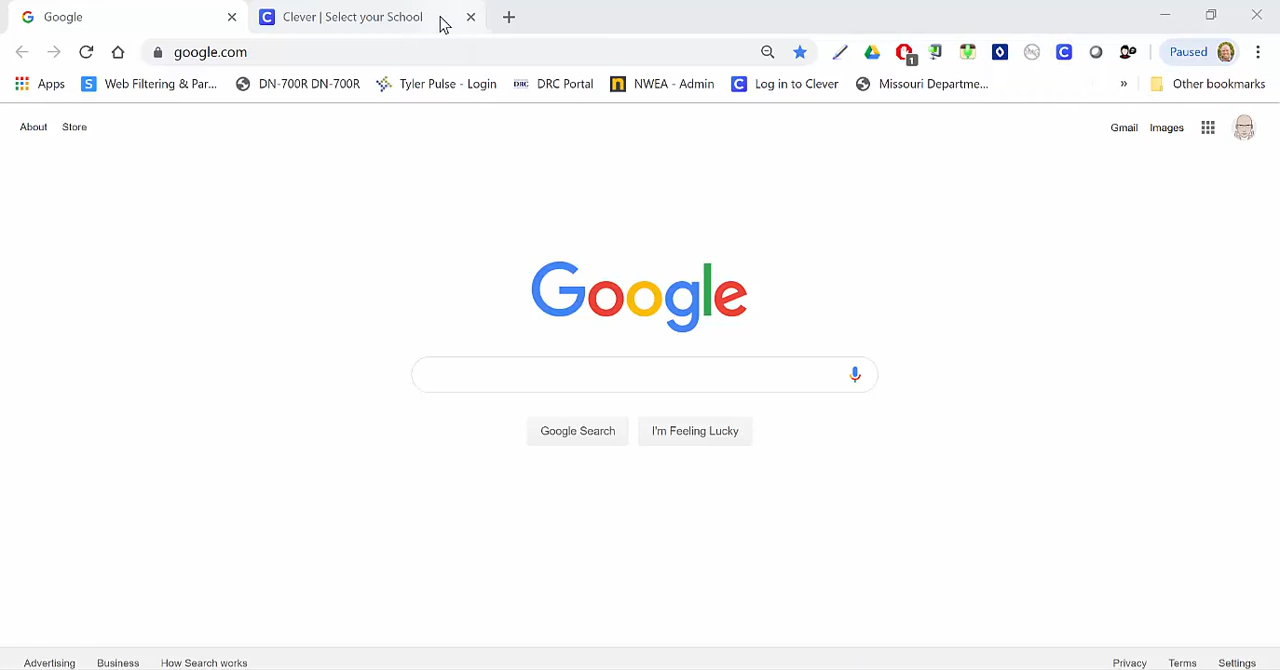 Google
Clever | Select your School
google.com
1
Paused
Apps
Web Filtering & Par...
DN-700R DN-700R
Tyler Pulse - Login
DRC
DRC Portal
NWEA - Admin
Log in to Clever
Missouri Departme...
»
Other bookmarks
About
Store
Gmail
Images
Google
Google Search
I'm Feeling Lucky
Advertising
Business
How Search works
Privacy
Terms
Settings